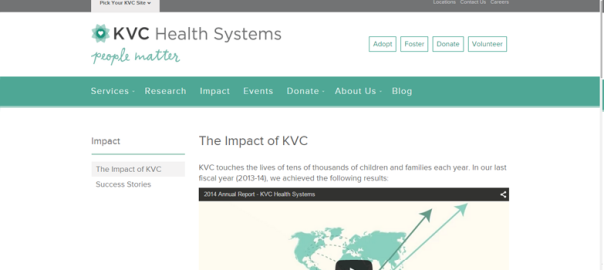 Pick Your KVC Site
Locations Contact Us Careers
KVC Health Systems
people matter
Adopt Foster Donate Volunteer
Services Research Impact Events Donate About Us Blog
Impact
The Impact of KVC
Success Stories
The Impact of KVC
KVC touches the lives of tens of thousands of children and families each year. In our last
fiscal year (2013-14), we achieved the following results:
2014 Annual Report - KVC Health Systems